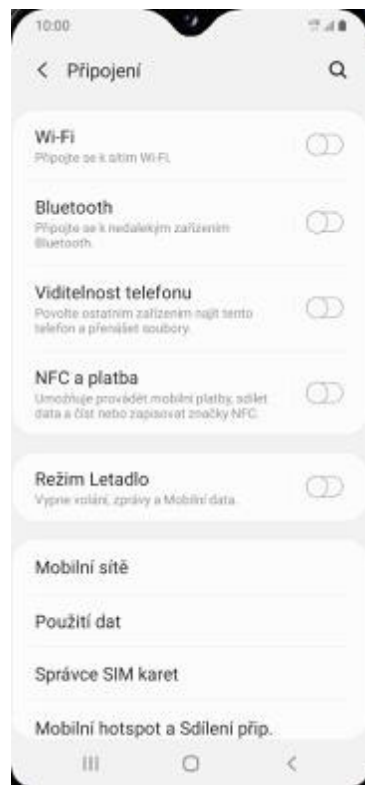 10:00
Připojení
Wi-Fi
Připojte se k sítím Wi-Fi.
Bluetooth
Připojte se k nedalekým zařízením
Bluetooth.
Viditelnost telefonu
Povolte ostatním zařízením najít tento
telefon a přenášet soubory.
NFC a platba
Umožňuje provádět mobilní platby, sdílet
data a číst nebo zapisovat značky NFC.
Režim Letadlo
Vypne volání, zprávy a Mobilní data.
Mobilní sítě
Použití dat
Správce SIM karet
Mobilní hotspot a Sdílení přip.